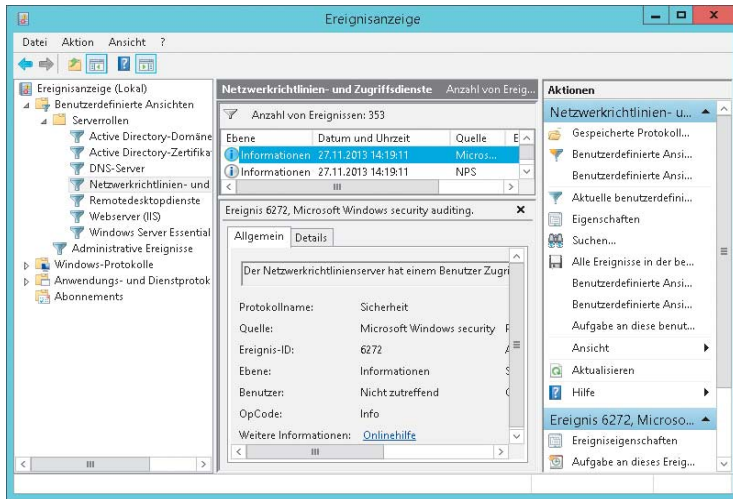 Ereignisanzeige
Datei Aktion Ansicht ?
Ereignisanzeige (Lokal)
Benutzerdefinierte Ansichten
Serverrollen
Active Directory-Domäne
Active Directory-Zertifika
DNS-Server
Netzwerkrichtlinien- und
Remotedesktopdienste
Webserver (IIS)
Windows Server Essential
Administrative Ereignisse
Windows-Protokolle
Anwendungs- und Dienstprotok
Abonnements
Netzwerkrichtlinien- und Zugriffsdienste Anzahl von Ereig...
Anzahl von Ereignissen: 353
Ebene Datum und Uhrzeit Quelle E
Informationen 27.11.2013 14:19:11 Micros...
Informationen 27.11.2013 14:19:11 NPS
Ereignis 6272, Microsoft Windows security auditing.
Allgemein Details
Der Netzwerkrichtlinienserver hat einem Benutzer Zugri
Protokollname: Sicherheit
Quelle: Microsoft Windows security
Ereignis-ID: 6272
Ebene: Informationen
Benutzer: Nicht zutreffend
OpCode: Info
Weitere Informationen: Onlinehilfe
Aktionen
Netzwerkrichtlinien- u...
Gespeicherte Protokoll...
Benutzerdefinierte Ansi...
Benutzerdefinierte Ansi...
Aktuelle benutzerdefini...
Eigenschaften
Suchen...
Alle Ereignisse in der be...
Benutzerdefinierte Ansi...
Benutzerdefinierte Ansi...
Aufgabe an diese benut...
Ansicht
Aktualisieren
Hilfe
Ereignis 6272, Microso...
Ereigniseigenschaften
Aufgabe an dieses Ereig...